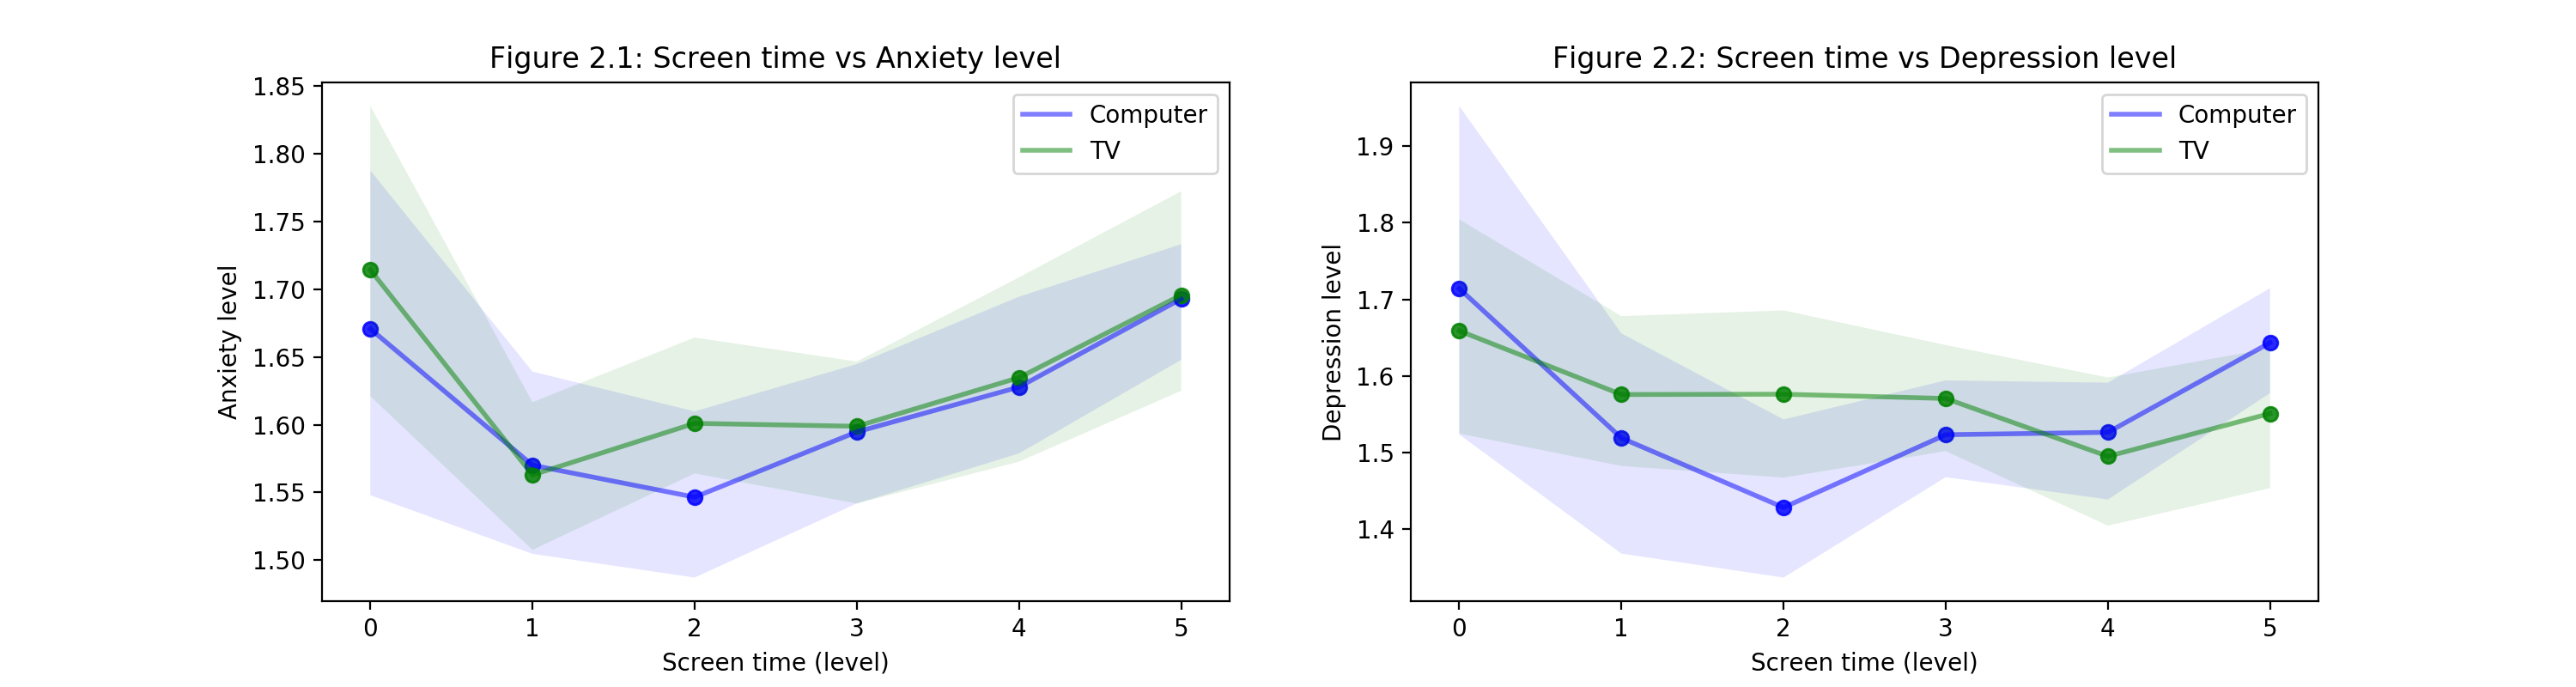 Figure 2.1: Screen time vs Anxiety level
Anxiety level
1.85
1.80
1.75
1.70
1.65
1.60
1.55
1.50
Computer
TV
0 1 2 3 4 5
Screen time (level)
Figure 2.2: Screen time vs Depression level
Depression level
1.9
1.8
1.7
1.6
1.5
1.4
Computer
TV
0 1 2 3 4 5
Screen time (level)